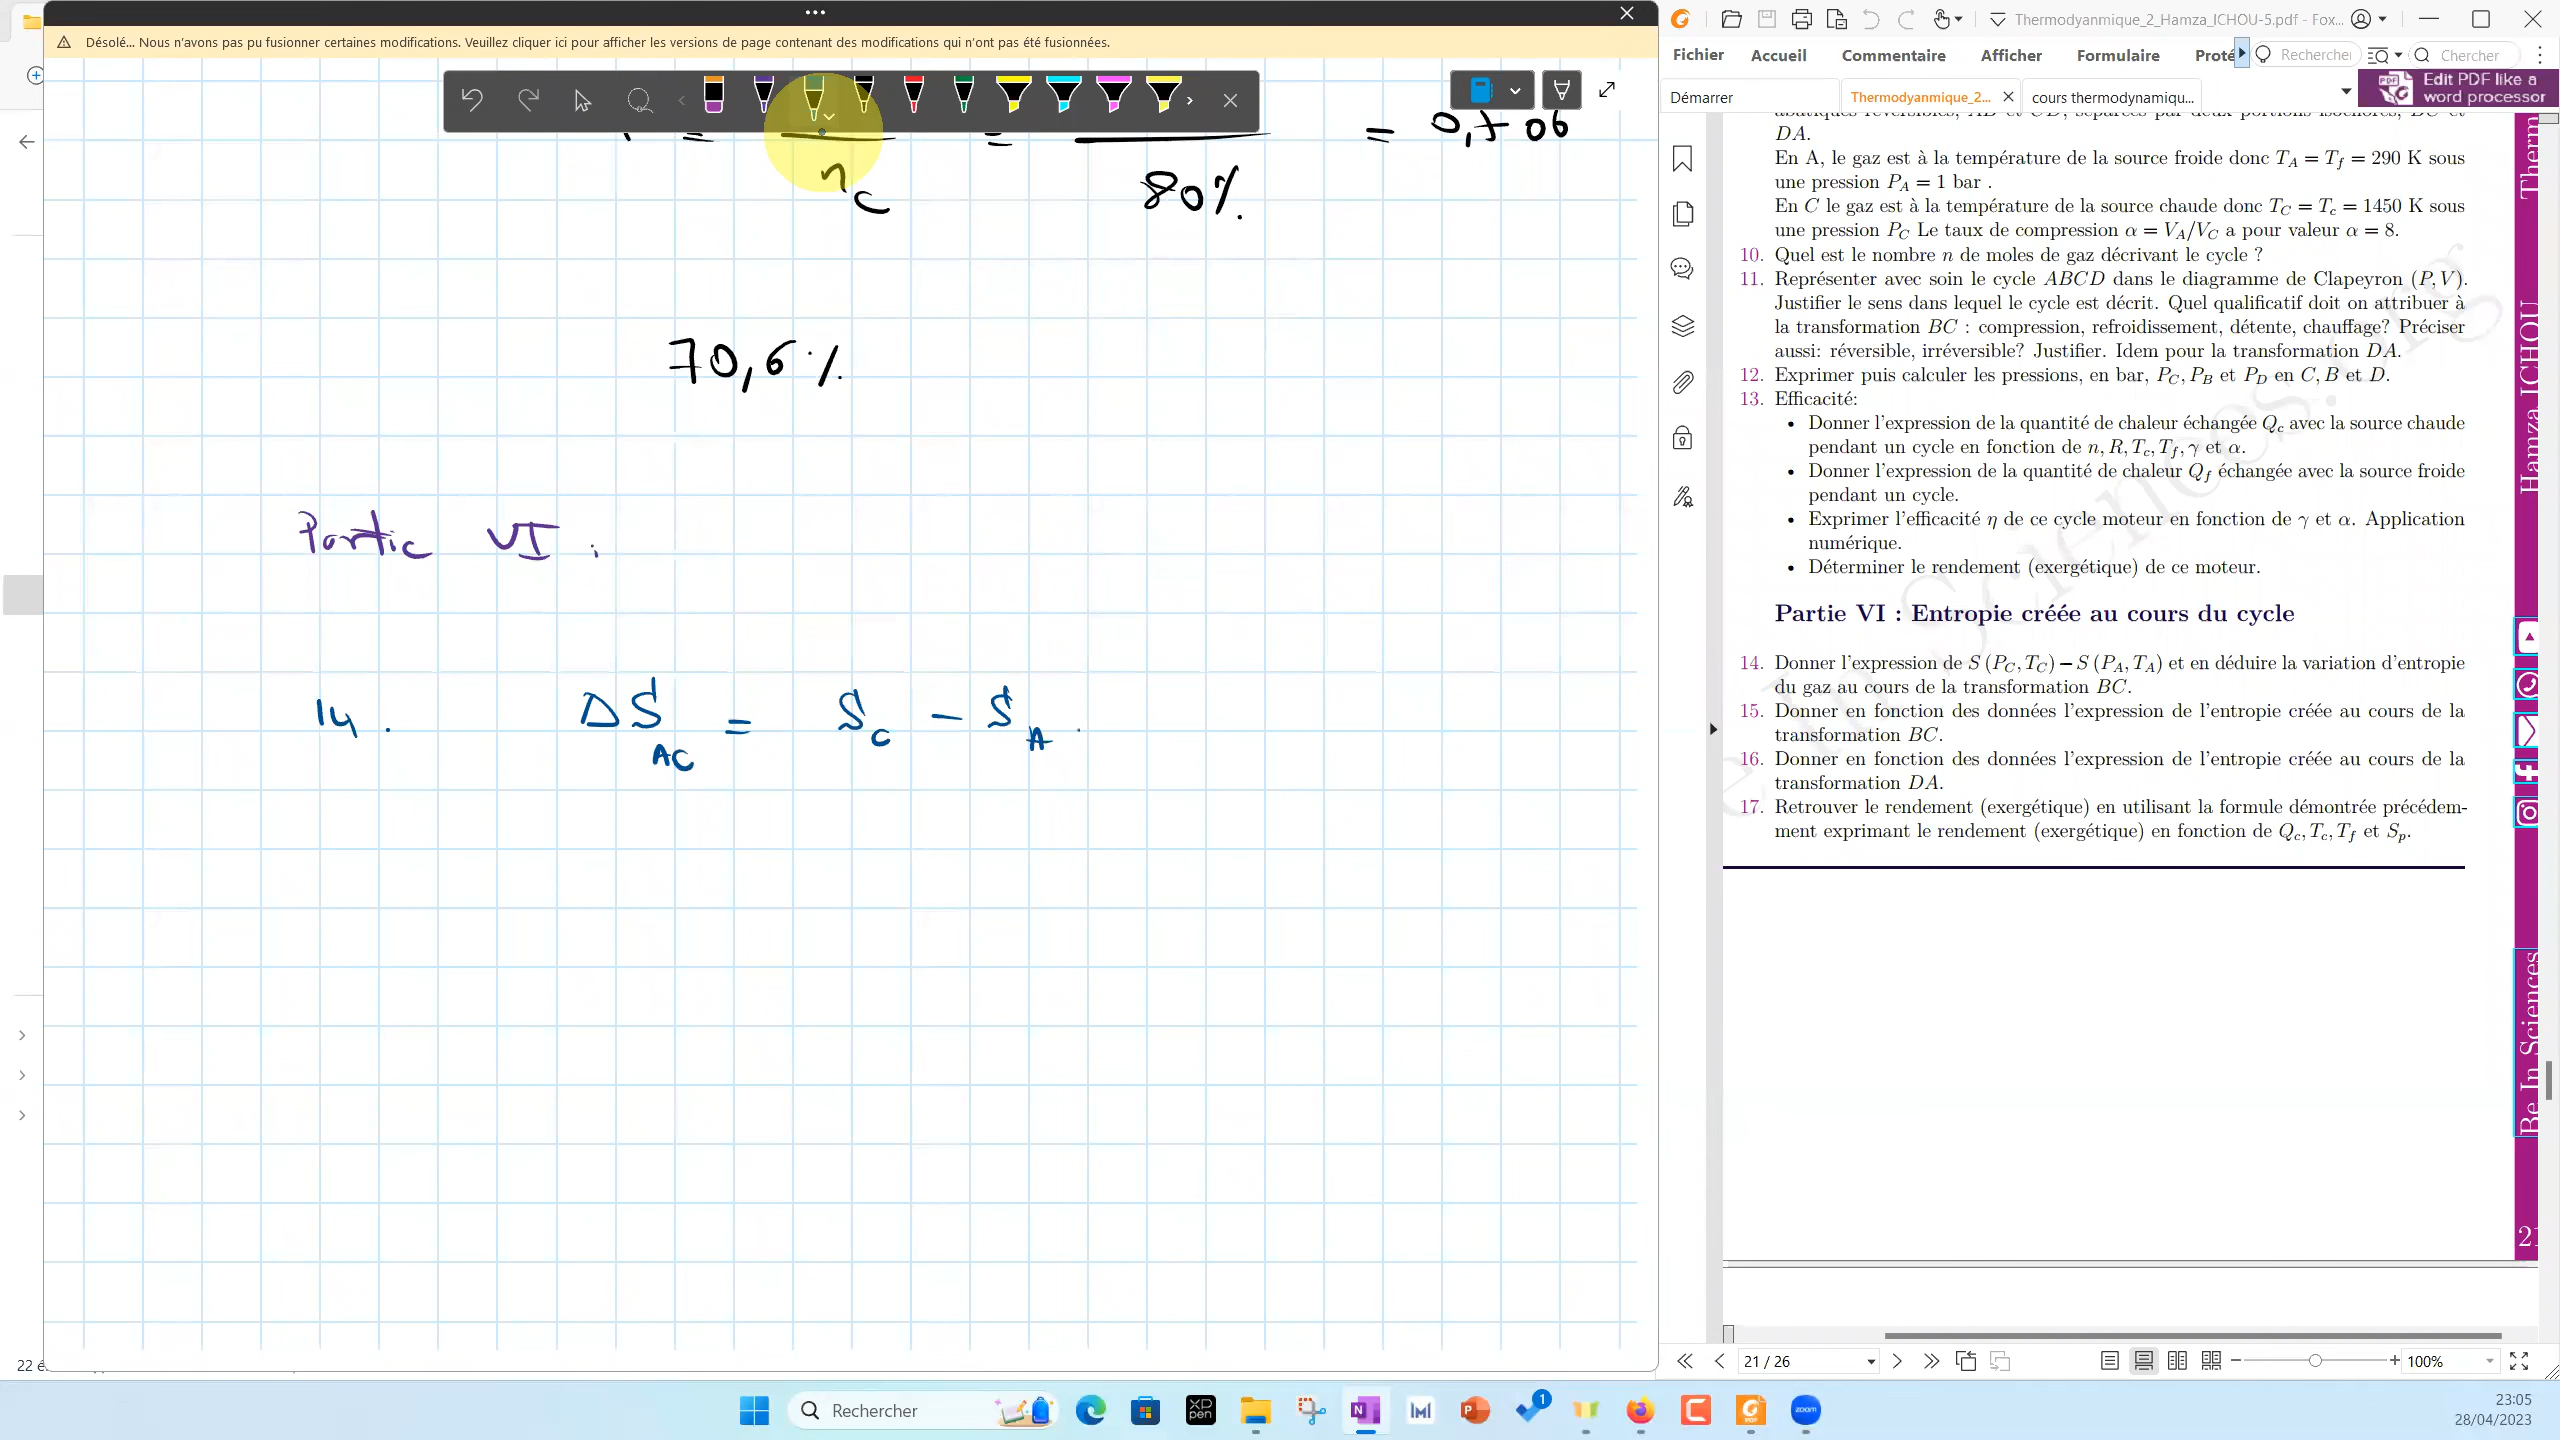 Désolé... Nous n'avons pas pu fusionner certaines modifications. Veuillez cliquer ici pour afficher les versions de page contenant des modifications qui n'ont pas été fusionnées.
η_C
80%
= 0,706
70,6 %
Partie VI :
14. ΔS_AC = S_C - S_A.
Thermodyanmique_2_Hamza_ICHOU-5.pdf - Fox...
Fichier Accueil Commentaire Afficher Formulaire Proté
Rechercher Chercher
Démarrer Thermodyanmique_2... cours thermodynamiqu...
Edit PDF like a
word processor
DA.
En A, le gaz est à la température de la source froide donc T_A = T_f = 290 K sous
une pression P_A = 1 bar .
En C le gaz est à la température de la source chaude donc T_C = T_c = 1450 K sous
une pression P_C Le taux de compression α = V_A/V_C a pour valeur α = 8.
10. Quel est le nombre n de moles de gaz décrivant le cycle ?
11. Représenter avec soin le cycle ABCD dans le diagramme de Clapeyron (P, V).
Justifier le sens dans lequel le cycle est décrit. Quel qualificatif doit on attribuer à
la transformation BC : compression, refroidissement, détente, chauffage? Préciser
aussi: réversible, irréversible? Justifier. Idem pour la transformation DA.
12. Exprimer puis calculer les pressions, en bar, P_C, P_B et P_D en C, B et D.
13. Efficacité:
• Donner l'expression de la quantité de chaleur échangée Q_c avec la source chaude
pendant un cycle en fonction de n, R, T_c, T_f, γ et α.
• Donner l'expression de la quantité de chaleur Q_f échangée avec la source froide
pendant un cycle.
• Exprimer l'efficacité η de ce cycle moteur en fonction de γ et α. Application
numérique.
• Déterminer le rendement (exergétique) de ce moteur.
Partie VI : Entropie créée au cours du cycle
14. Donner l'expression de S (P_C, T_C) – S (P_A, T_A) et en déduire la variation d'entropie
du gaz au cours de la transformation BC.
15. Donner en fonction des données l'expression de l'entropie créée au cours de la
transformation BC.
16. Donner en fonction des données l'expression de l'entropie créée au cours de la
transformation DA.
17. Retrouver le rendement (exergétique) en utilisant la formule démontrée précédem-
ment exprimant le rendement (exergétique) en fonction de Q_c, T_c, T_f et S_p.
Therm
Hamza ICHOU
Be In Sciences
21 / 26
100%
Rechercher
23:05
28/04/2023